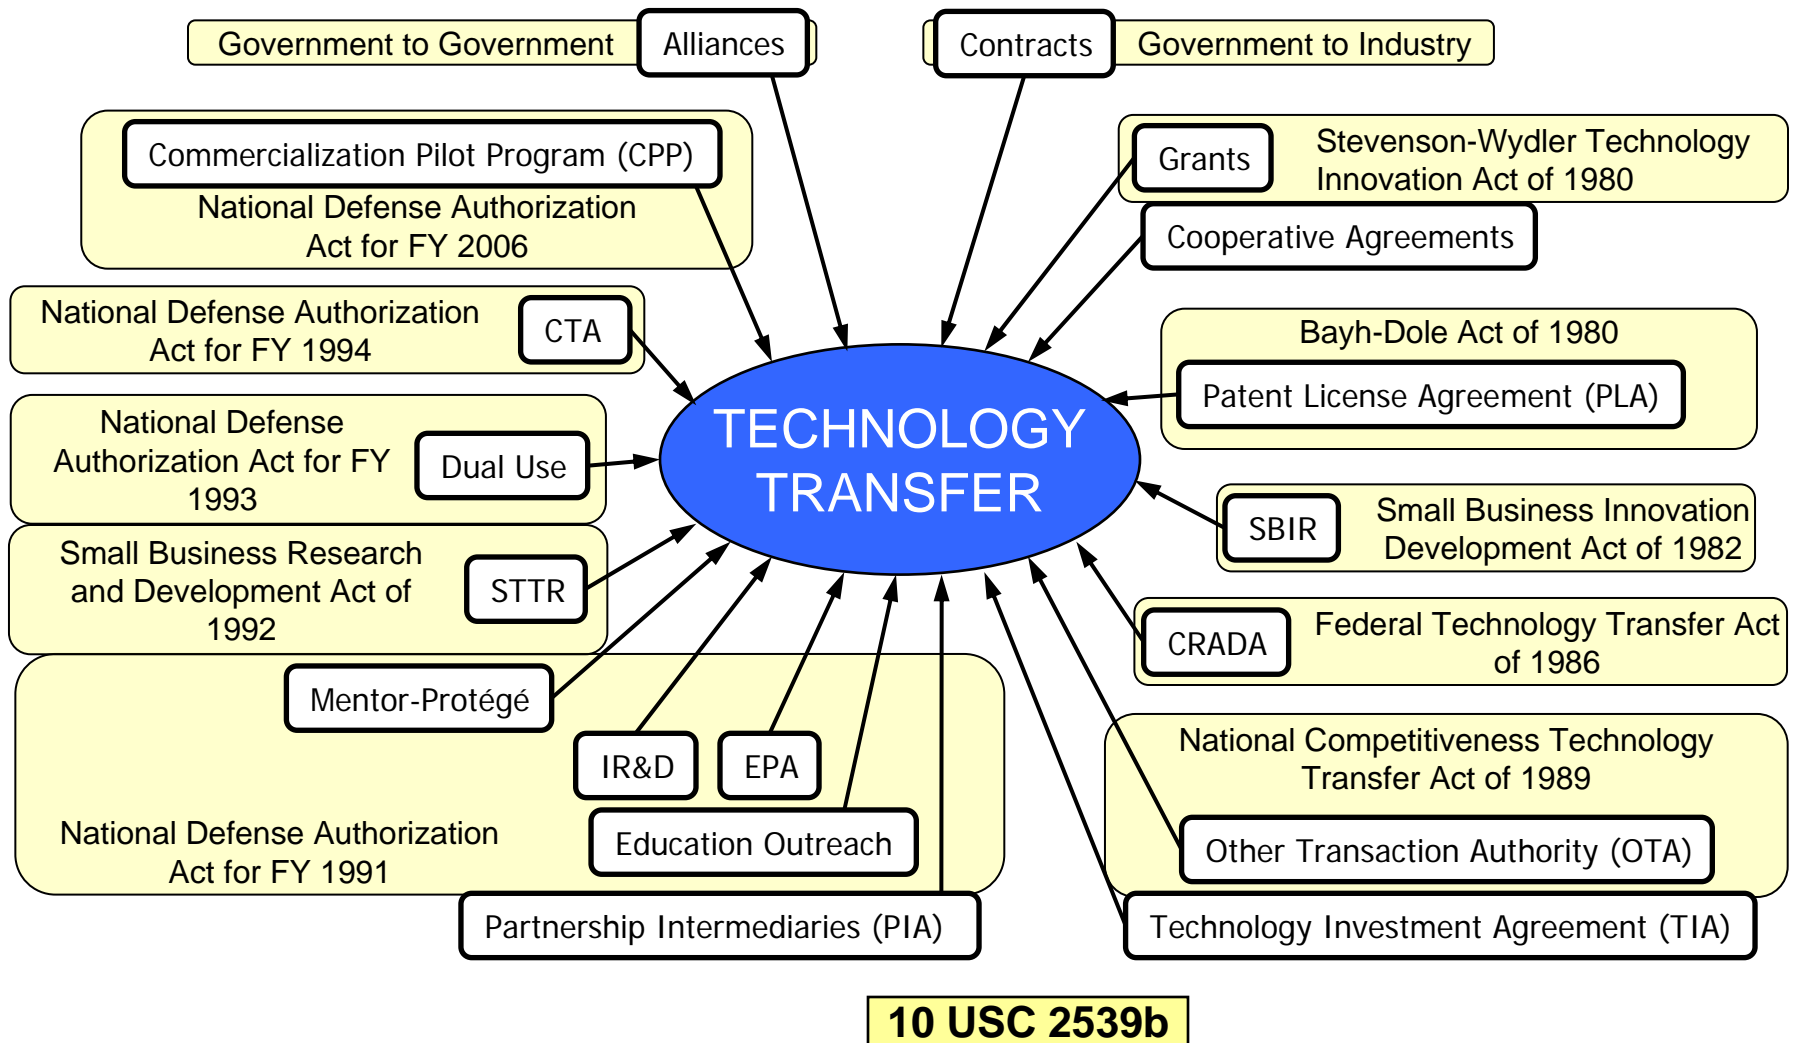 Government to Government
Alliances
Contracts
Government to Industry
Commercialization Pilot Program (CPP)
National Defense Authorization
Act for FY 2006
Grants
Stevenson-Wydler Technology
Innovation Act of 1980
Cooperative Agreements
National Defense Authorization
Act for FY 1994
CTA
Bayh-Dole Act of 1980
Patent License Agreement (PLA)
National Defense
Authorization Act for FY
1993
Dual Use
TECHNOLOGY
TRANSFER
SBIR
Small Business Innovation
Development Act of 1982
Small Business Research
and Development Act of
1992
STTR
CRADA
Federal Technology Transfer Act
of 1986
Mentor-Protégé
IR&D
EPA
Education Outreach
National Defense Authorization
Act for FY 1991
Partnership Intermediaries (PIA)
National Competitiveness Technology
Transfer Act of 1989
Other Transaction Authority (OTA)
Technology Investment Agreement (TIA)
10 USC 2539b